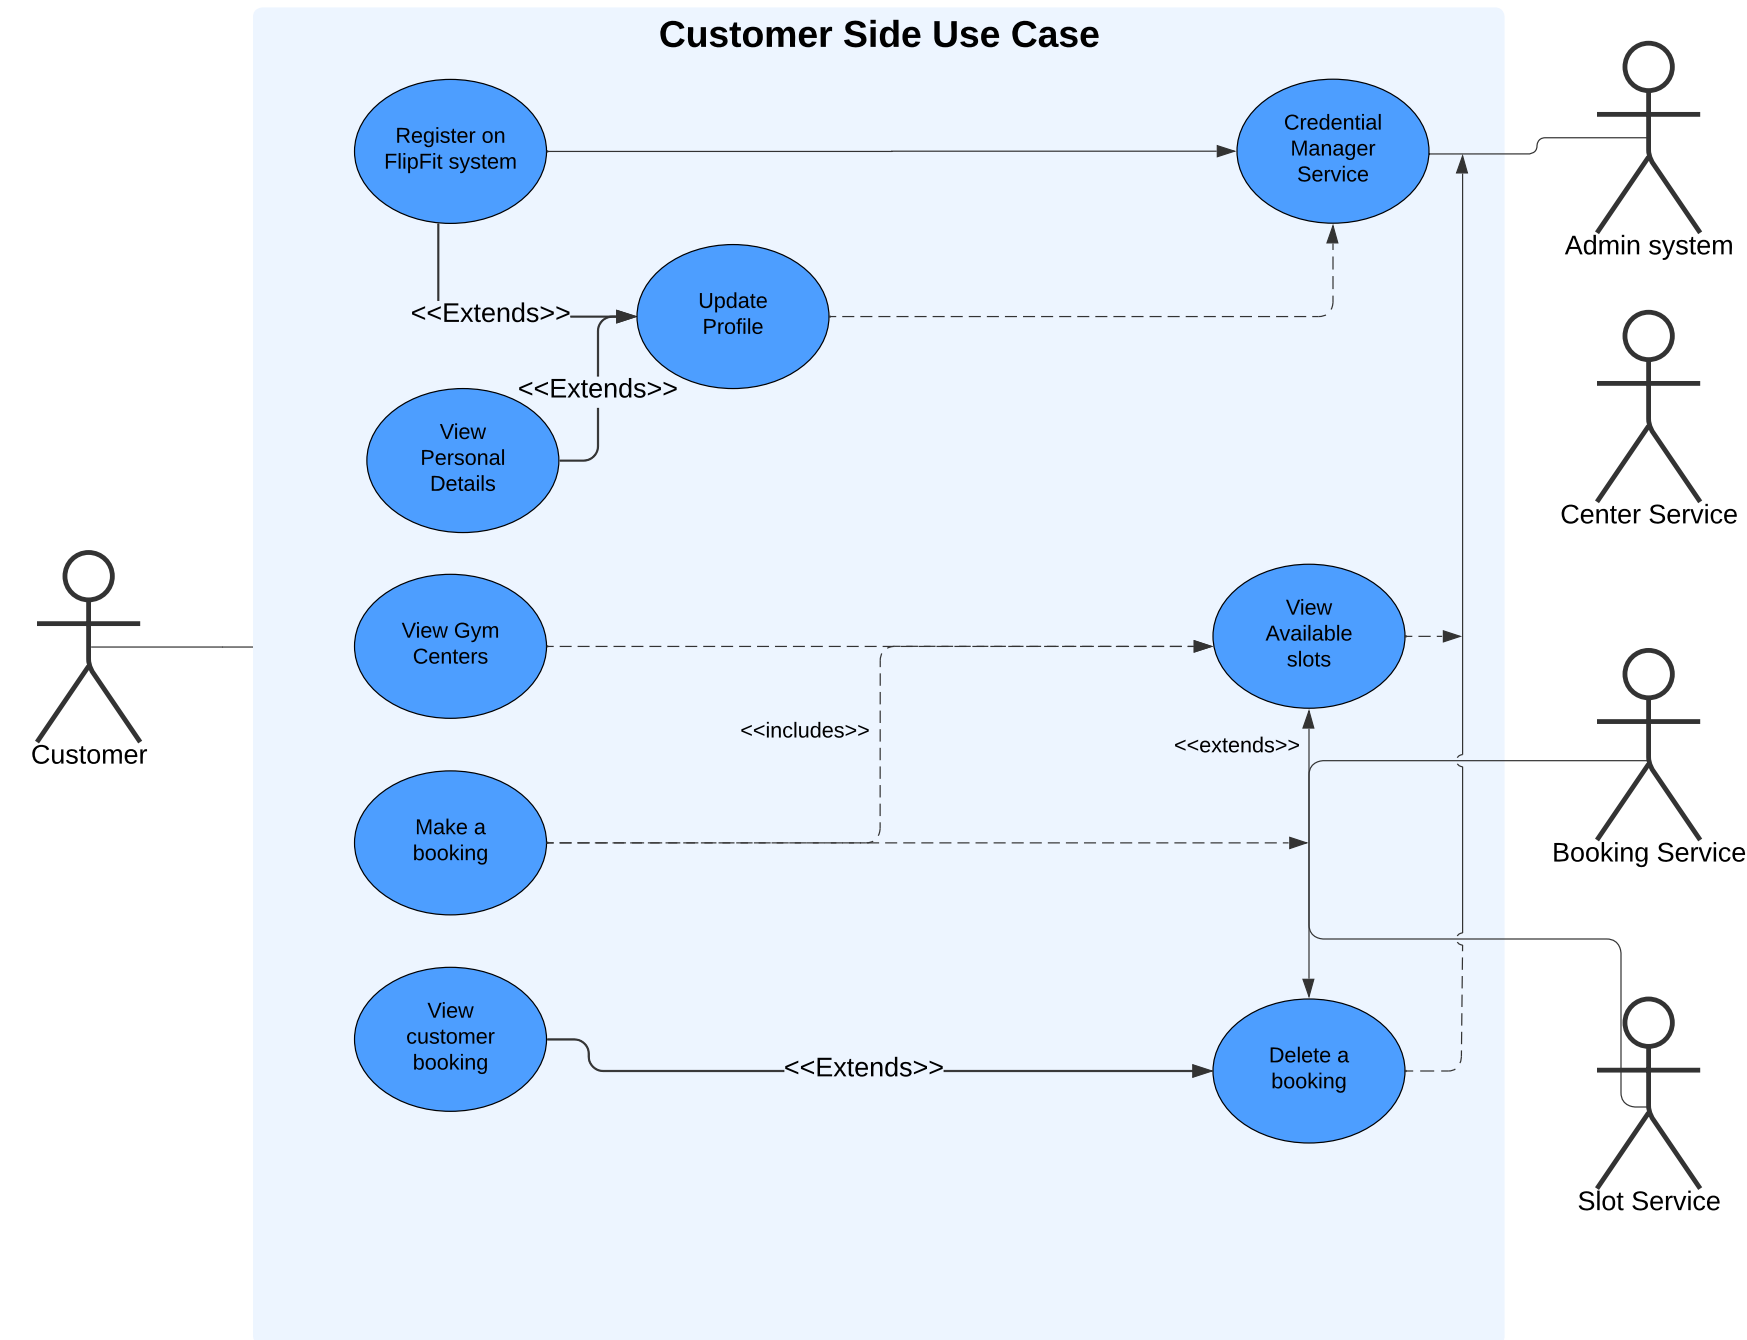 Customer Side Use Case
Register on
FlipFit system
Credential
Manager
Service
Admin system
<<Extends>>
Update
Profile
<<Extends>>
View
Personal
Details
Center Service
Customer
View Gym
Centers
View
Available
slots
<<includes>>
<<extends>>
Make a
booking
Booking Service
View
customer
booking
<<Extends>>
Delete a
booking
Slot Service